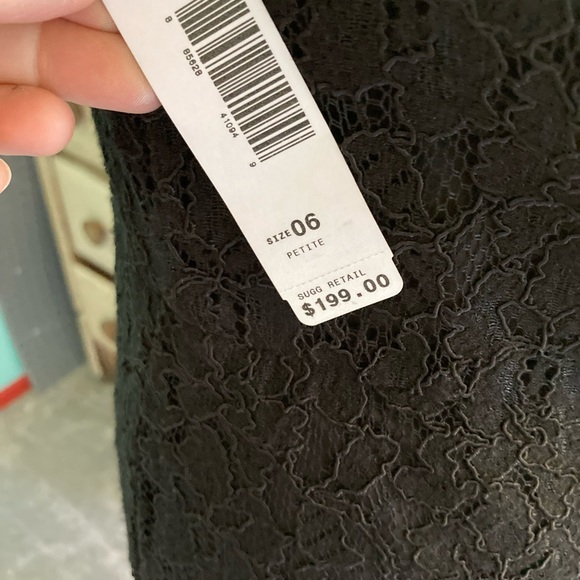 8 85628 41094 9
SIZE 06
PETITE
SUGG RETAIL
$199.00